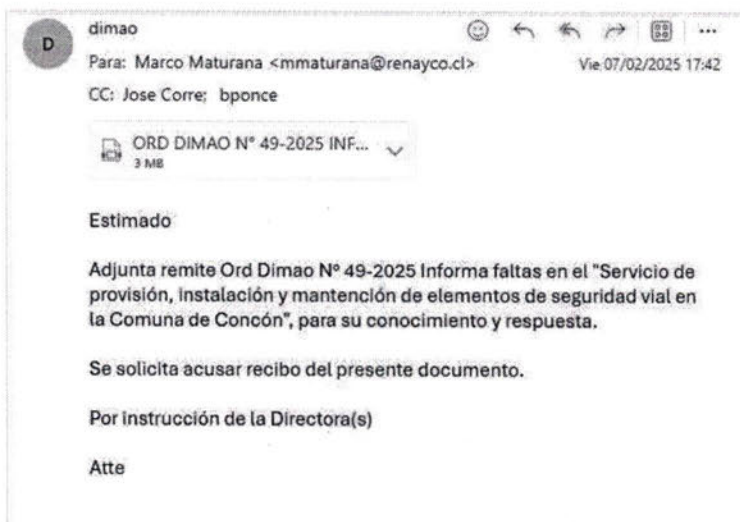 D
dimao
Para: Marco Maturana <mmaturana@renayco.cl>
Vie 07/02/2025 17:42
CC: Jose Corre; bponce
ORD DIMAO N° 49-2025 INF...
3 MB
Estimado
Adjunta remite Ord Dimao N° 49-2025 Informa faltas en el "Servicio de
provisión, instalación y mantención de elementos de seguridad vial en
la Comuna de Concón", para su conocimiento y respuesta.
Se solicita acusar recibo del presente documento.
Por instrucción de la Directora(s)
Atte